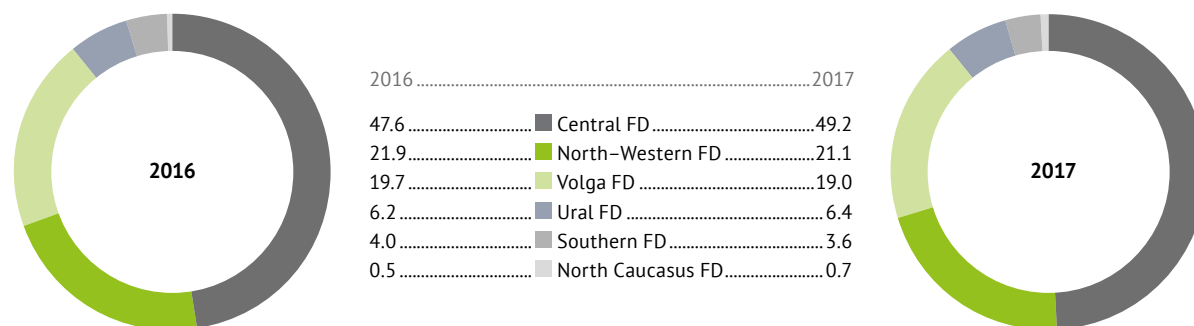 2016 2017
2016
47.6 Central FD 49.2
21.9 North–Western FD 21.1
19.7 Volga FD 19.0
6.2 Ural FD 6.4
4.0 Southern FD 3.6
0.5 North Caucasus FD 0.7
2017